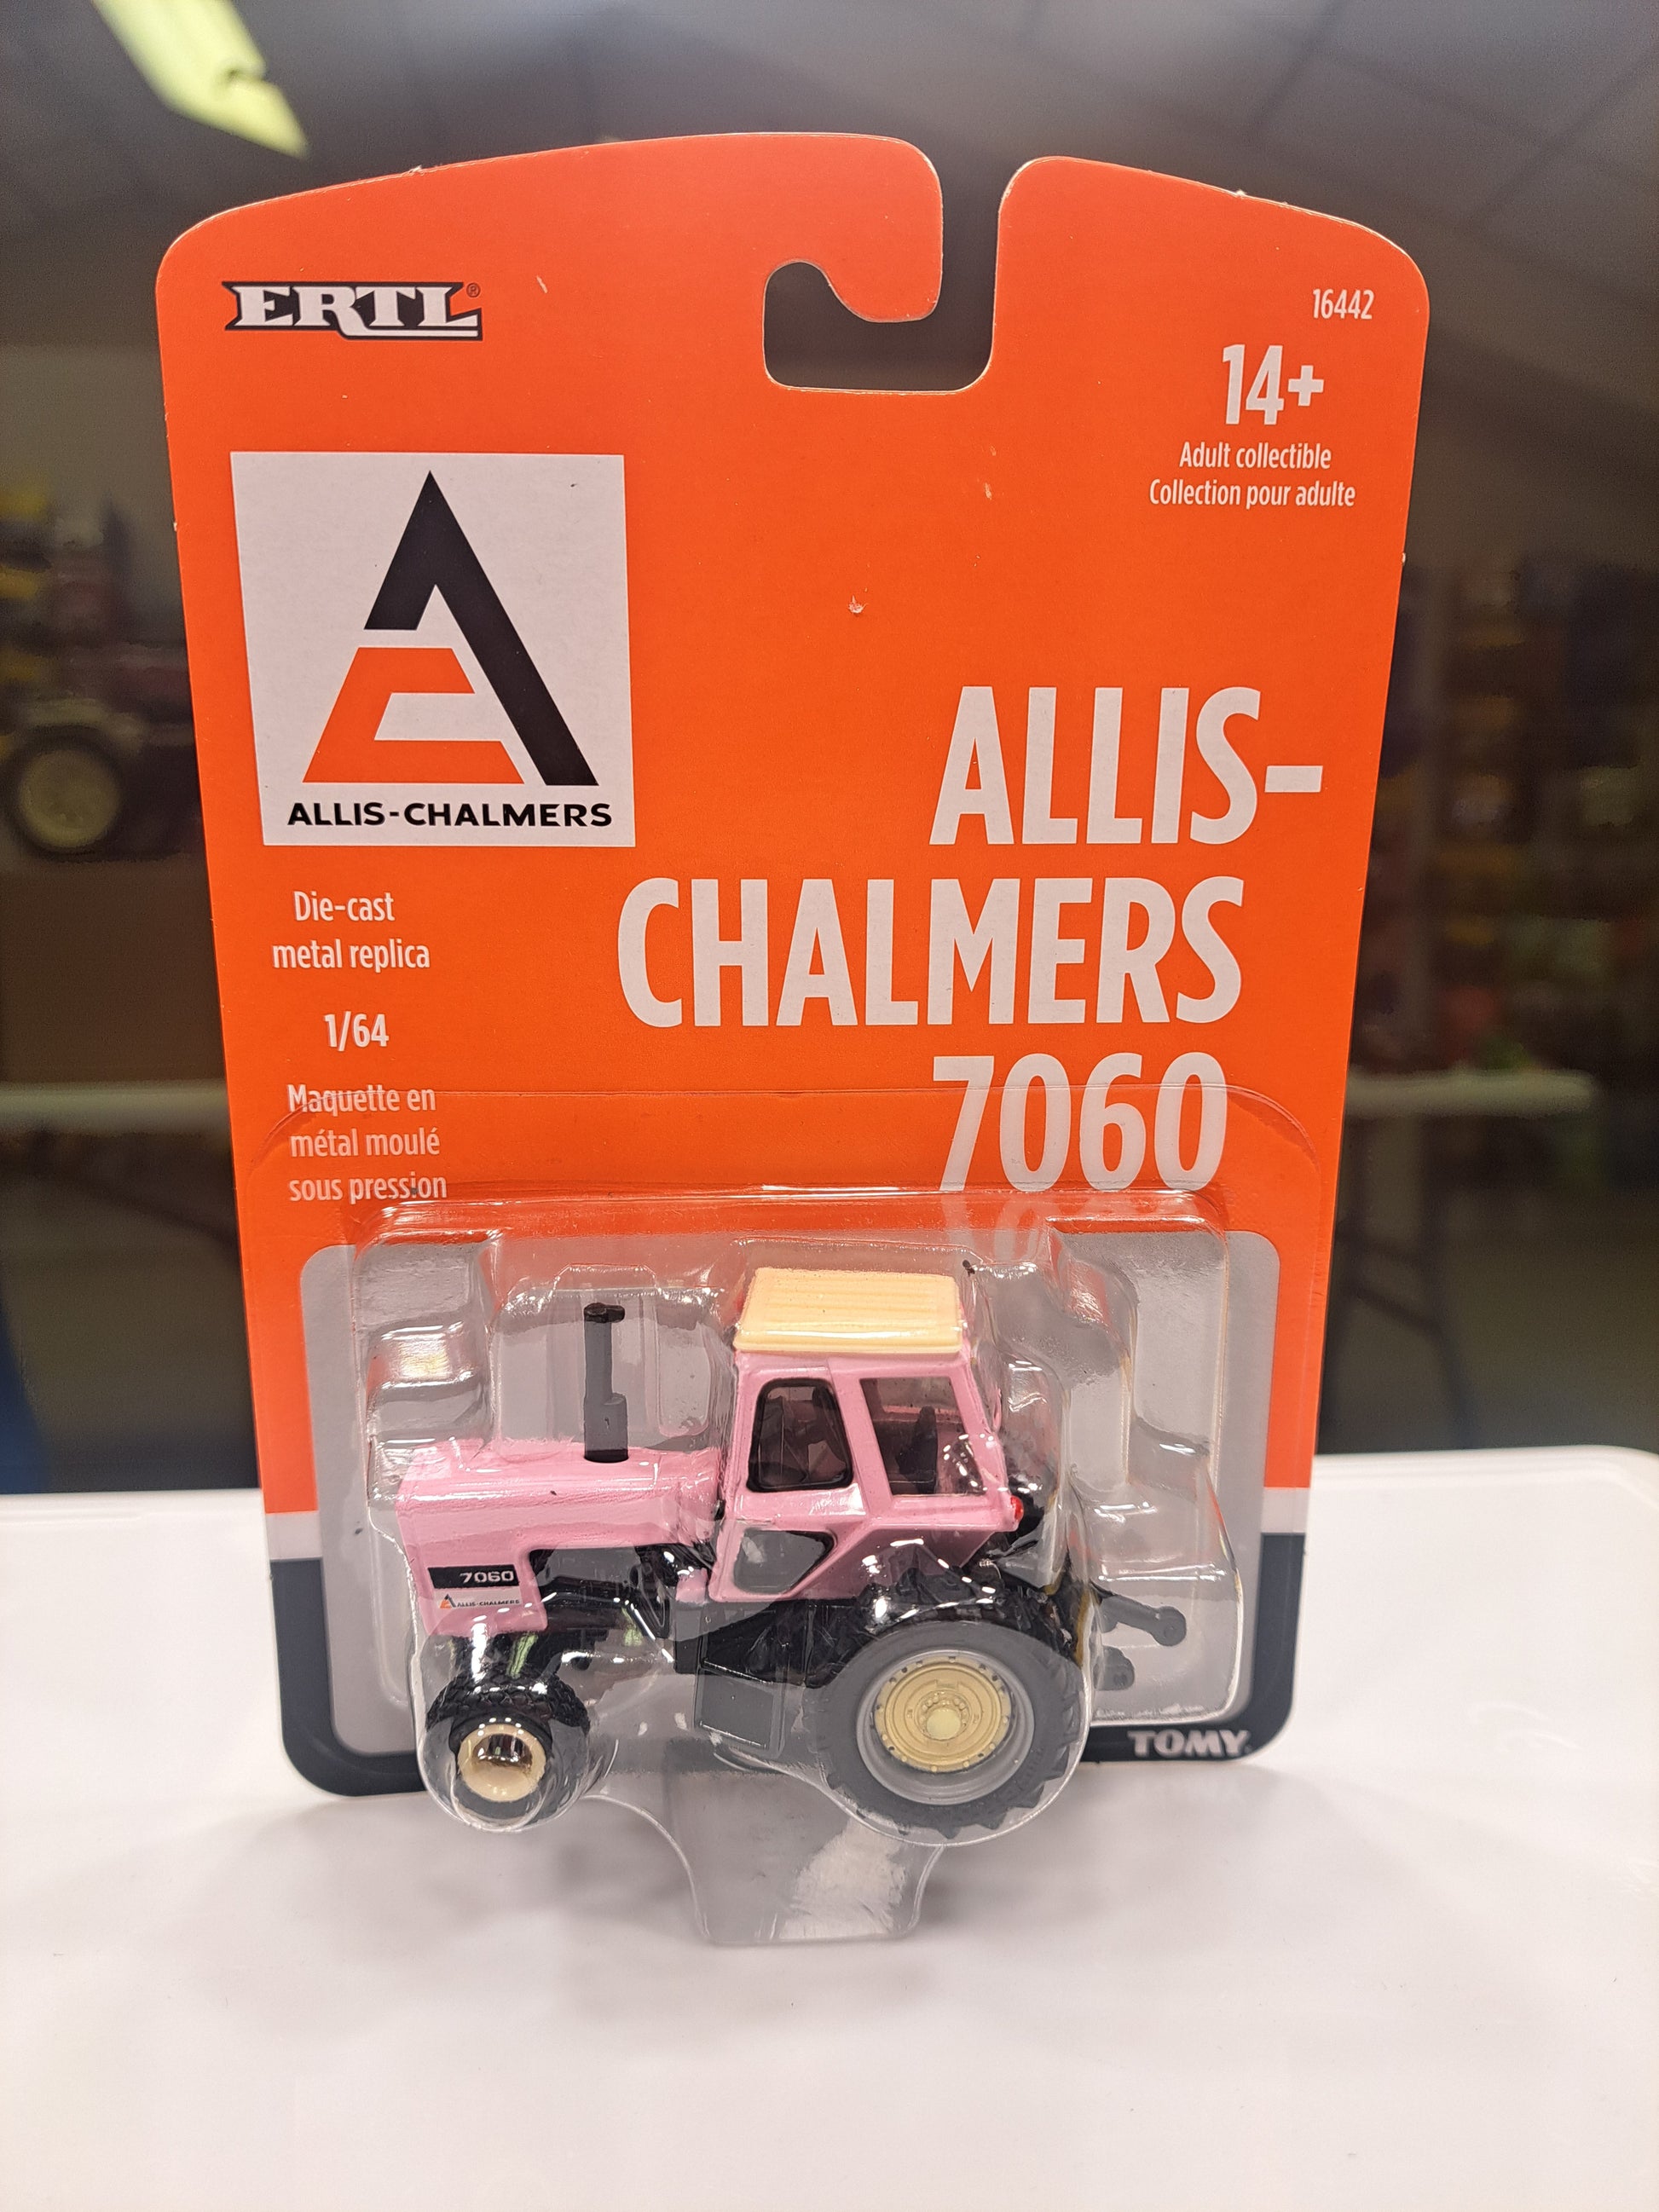 ERTL®
16442
14+
Adult collectible
Collection pour adulte
ALLIS-CHALMERS
ALLIS-
CHALMERS
7060
Die-cast
metal replica
1/64
Maquette en
métal moulé
sous pression
7060
ALLIS-CHALMERS
TOMY